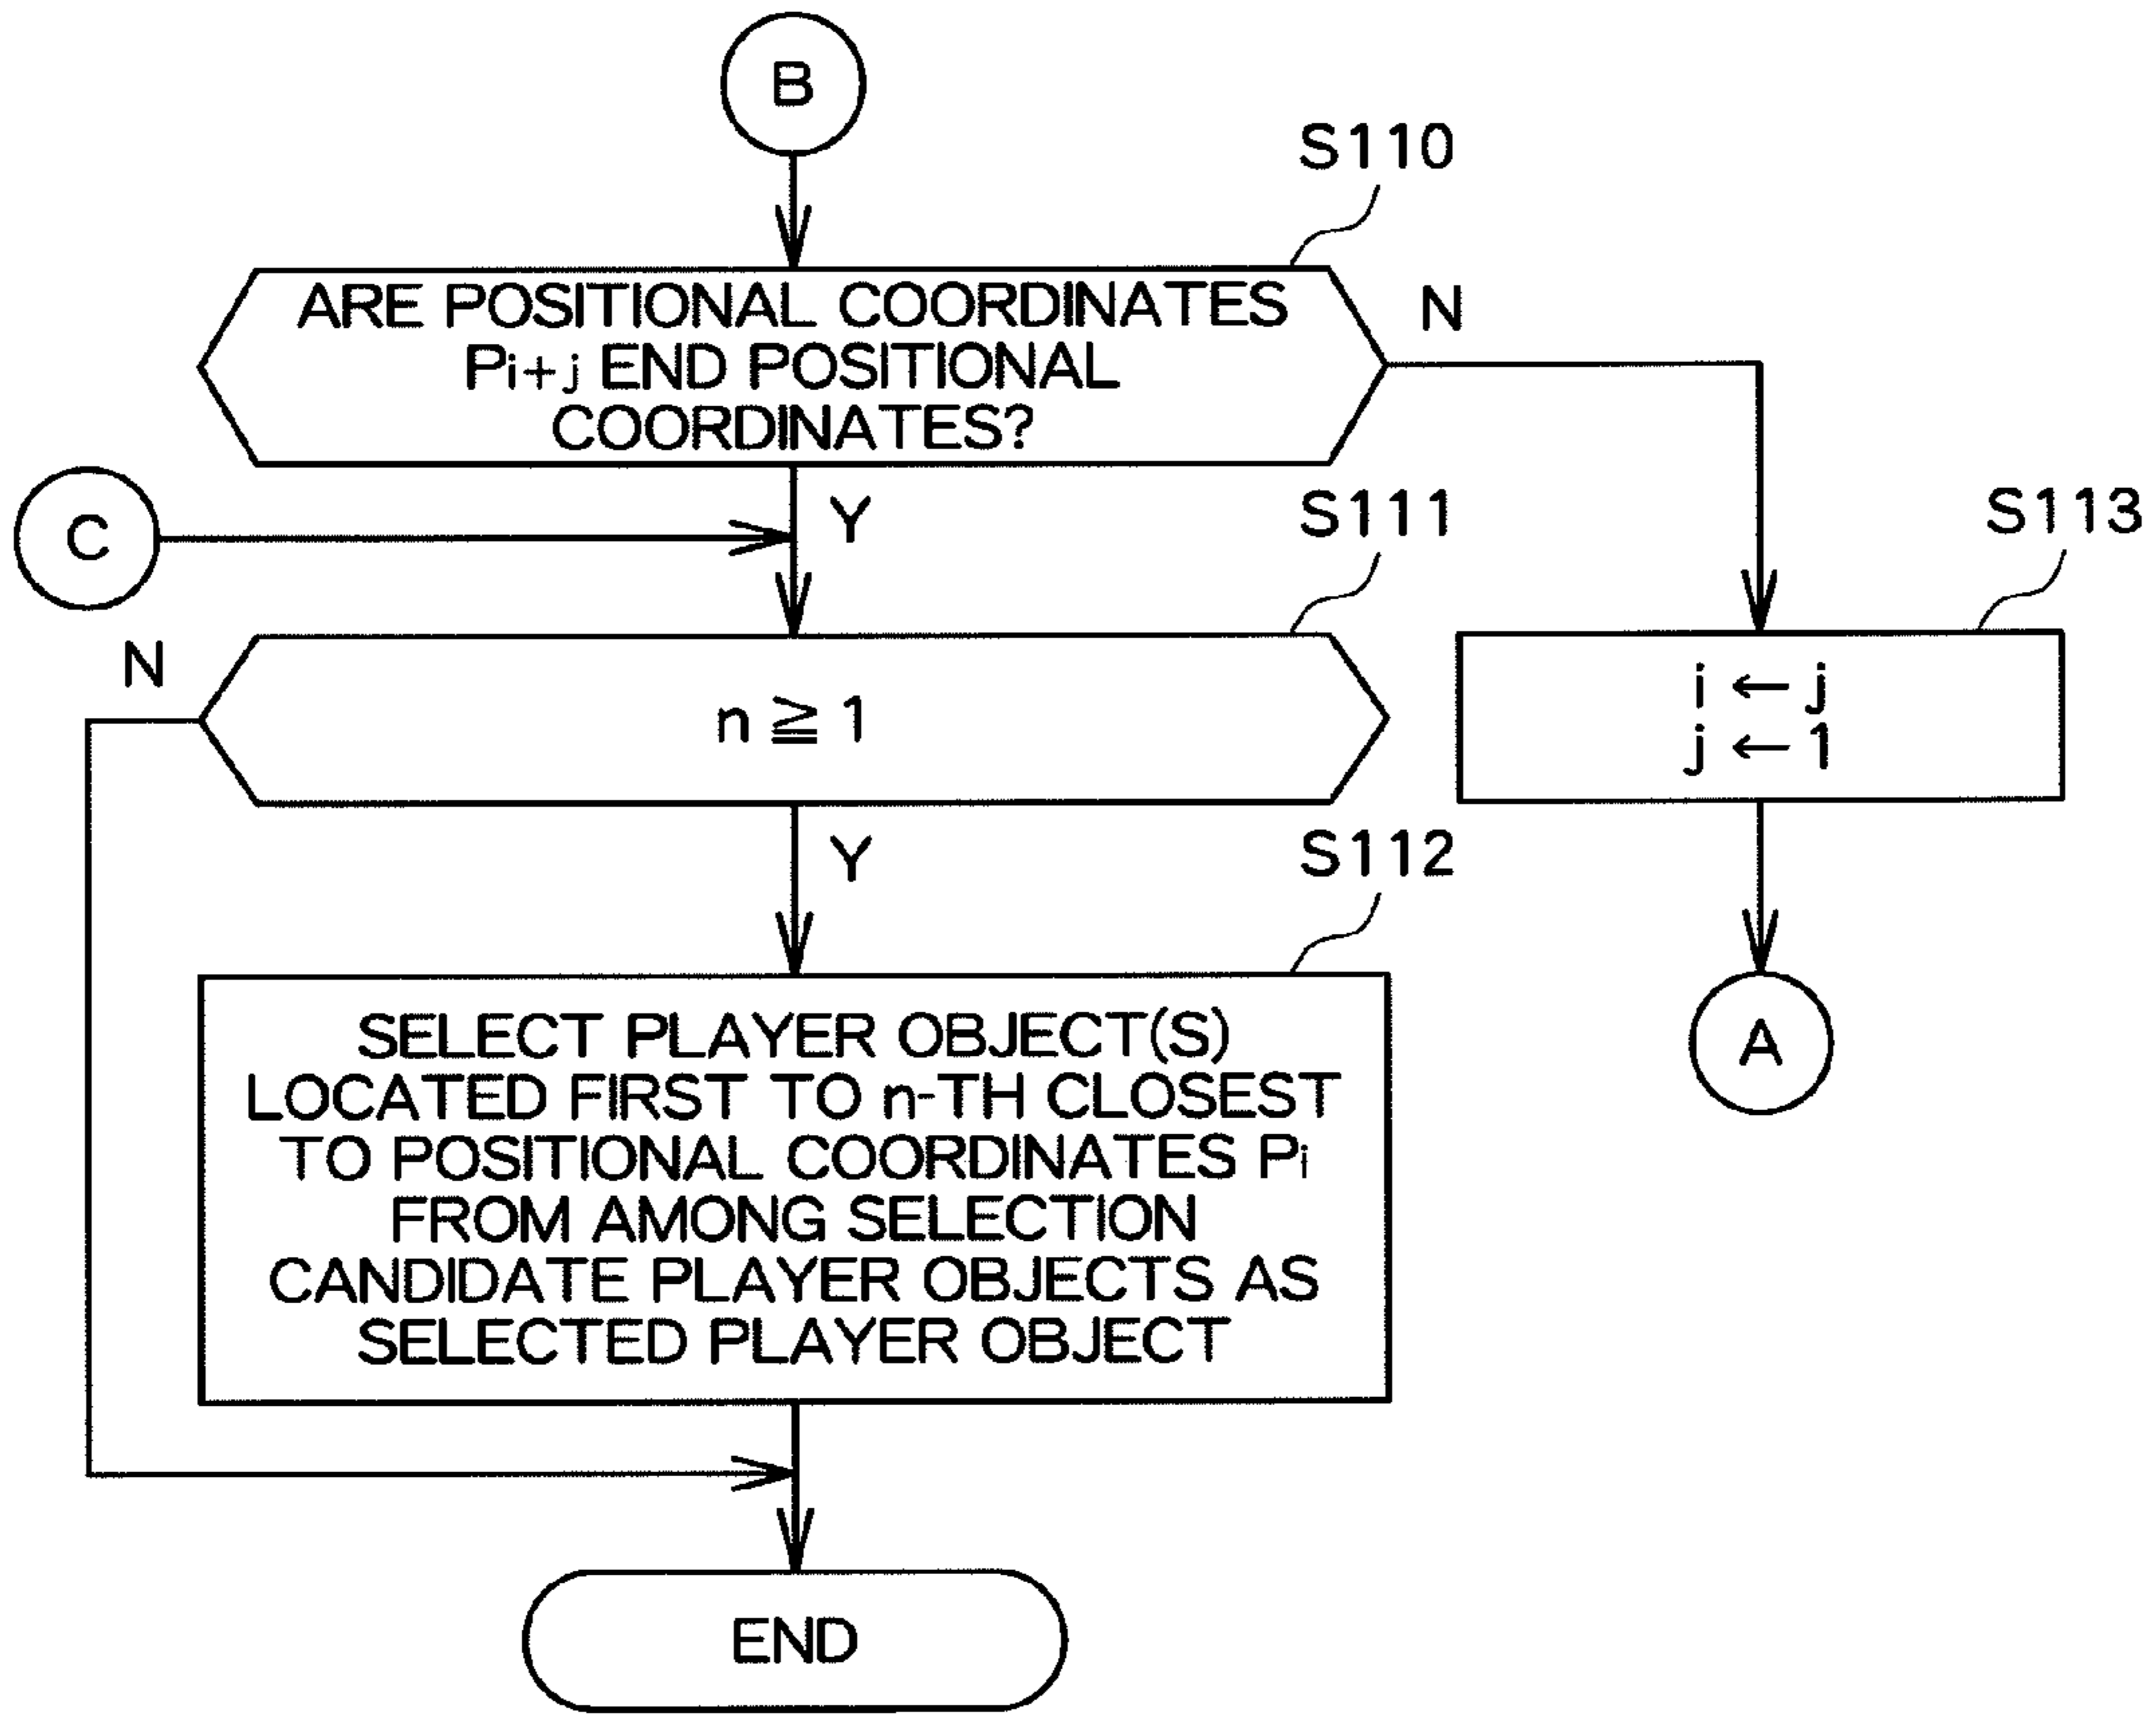 B
S110
ARE POSITIONAL COORDINATES
Pi+j END POSITIONAL
COORDINATES?
N
C
Y
S111
S113
N
n ≧ 1
i ← j
j ← 1
Y
S112
A
SELECT PLAYER OBJECT(S)
LOCATED FIRST TO n-TH CLOSEST
TO POSITIONAL COORDINATES Pi
FROM AMONG SELECTION
CANDIDATE PLAYER OBJECTS AS
SELECTED PLAYER OBJECT
END